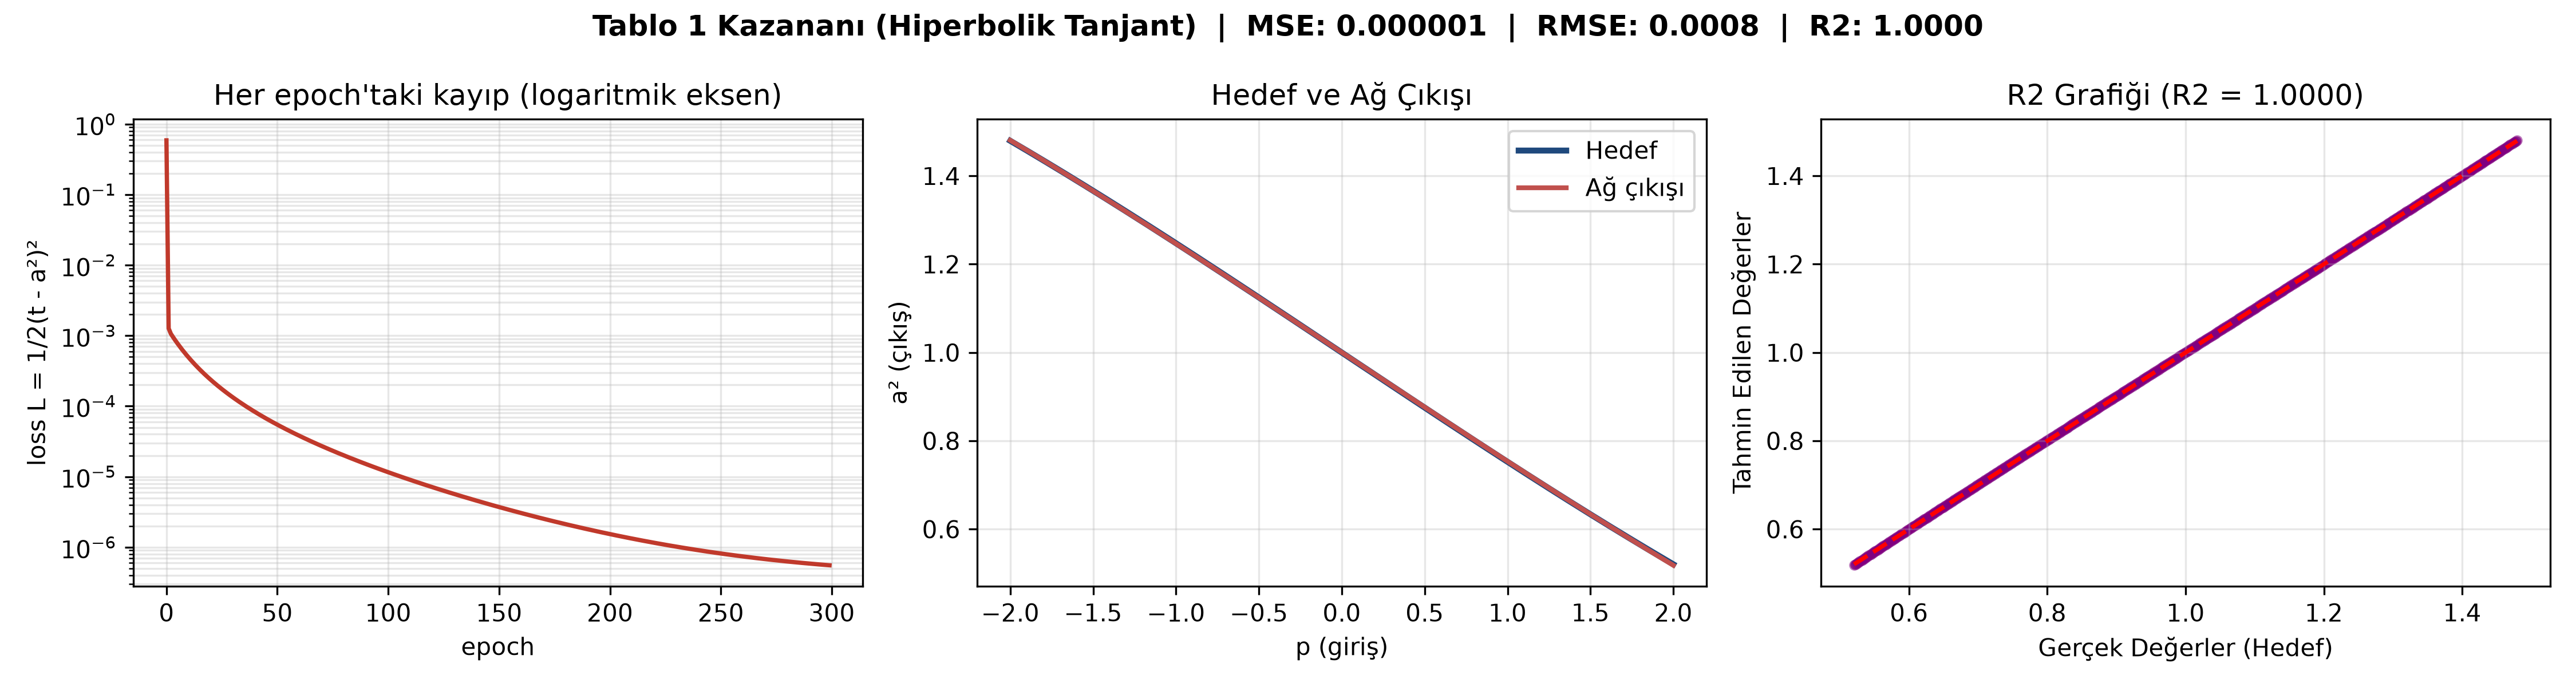 Tablo 1 Kazananı (Hiperbolik Tanjant) | MSE: 0.000001 | RMSE: 0.0008 | R2: 1.0000
Her epoch'taki kayıp (logaritmik eksen)
loss L = 1/2(t - a²)²
10⁰
10⁻¹
10⁻²
10⁻³
10⁻⁴
10⁻⁵
10⁻⁶
0 50 100 150 200 250 300
epoch
Hedef ve Ağ Çıkışı
a² (çıkış)
1.4
1.2
1.0
0.8
0.6
Hedef
Ağ çıkışı
−2.0 −1.5 −1.0 −0.5 0.0 0.5 1.0 1.5 2.0
p (giriş)
R2 Grafiği (R2 = 1.0000)
Tahmin Edilen Değerler
1.4
1.2
1.0
0.8
0.6
0.6 0.8 1.0 1.2 1.4
Gerçek Değerler (Hedef)